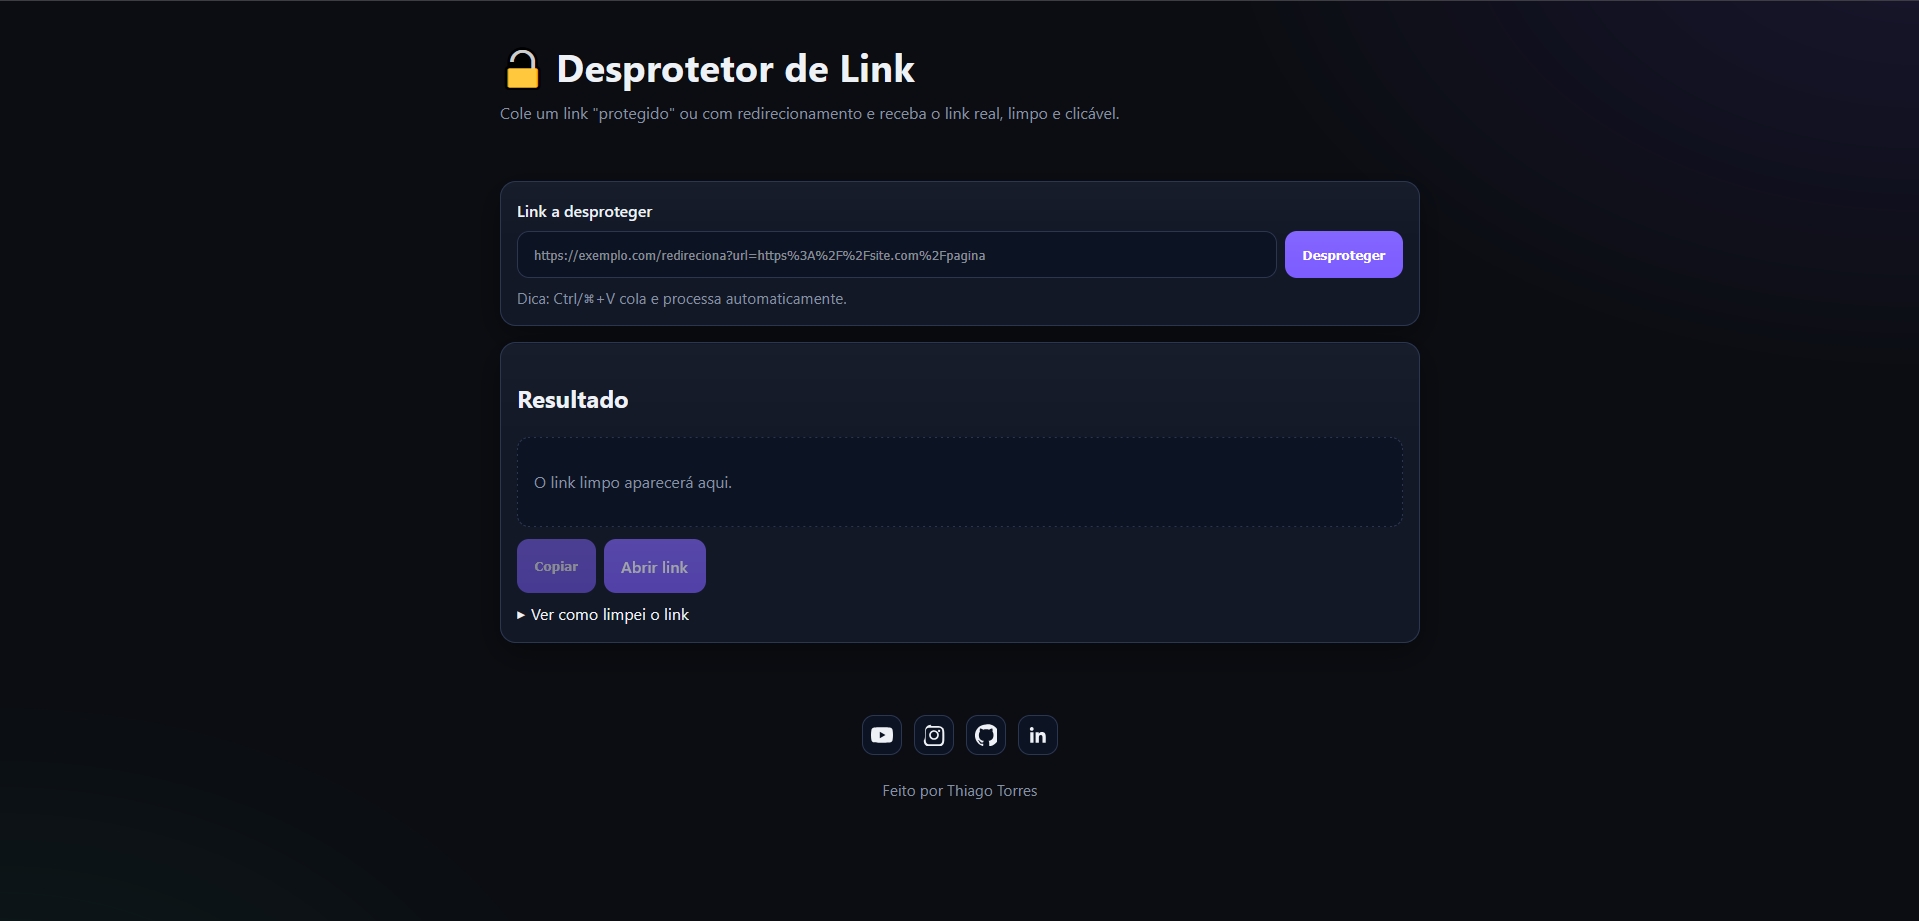 Desprotetor de Link
Cole um link "protegido" ou com redirecionamento e receba o link real, limpo e clicável.
Link a desproteger
https://exemplo.com/redireciona?url=https%3A%2F%2Fsite.com%2Fpagina
Desproteger
Dica: Ctrl/⌘+V cola e processa automaticamente.
Resultado
O link limpo aparecerá aqui.
Copiar
Abrir link
▸ Ver como limpei o link
in
Feito por Thiago Torres